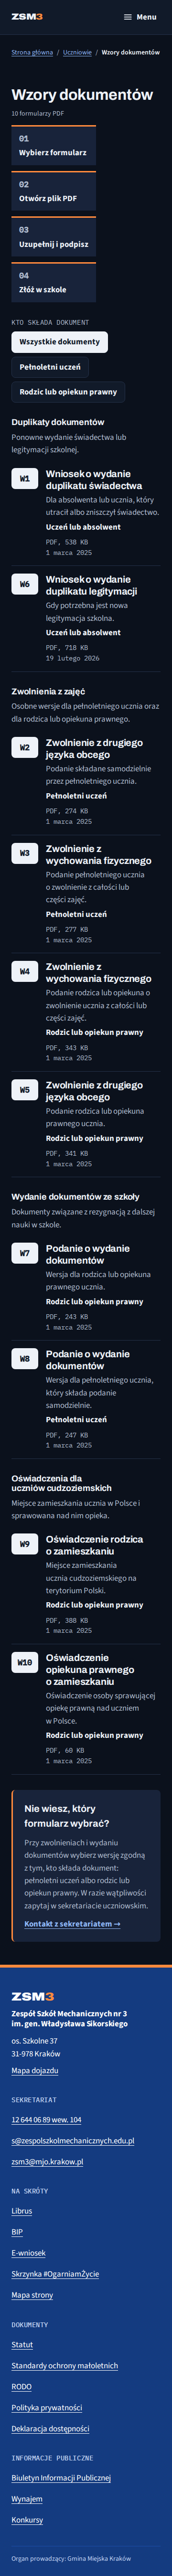 ZSM3
Menu
Strona główna / Uczniowie / Wzory dokumentów
Wzory dokumentów
10 formularzy PDF
01
Wybierz formularz
02
Otwórz plik PDF
03
Uzupełnij i podpisz
04
Złóż w szkole
KTO SKŁADA DOKUMENT
Wszystkie dokumenty
Pełnoletni uczeń
Rodzic lub opiekun prawny
Duplikaty dokumentów
Ponowne wydanie świadectwa lub
legitymacji szkolnej.
W1
Wniosek o wydanie
duplikatu świadectwa
Dla absolwenta lub ucznia, który
utracił albo zniszczył świadectwo.
Uczeń lub absolwent
PDF, 538 KB
1 marca 2025
W6
Wniosek o wydanie
duplikatu legitymacji
Gdy potrzebna jest nowa
legitymacja szkolna.
Uczeń lub absolwent
PDF, 718 KB
19 lutego 2026
Zwolnienia z zajęć
Osobne wersje dla pełnoletniego ucznia oraz
dla rodzica lub opiekuna prawnego.
W2
Zwolnienie z drugiego
języka obcego
Podanie składane samodzielnie
przez pełnoletniego ucznia.
Pełnoletni uczeń
PDF, 274 KB
1 marca 2025
W3
Zwolnienie z
wychowania fizycznego
Podanie pełnoletniego ucznia
o zwolnienie z całości lub
części zajęć.
Pełnoletni uczeń
PDF, 277 KB
1 marca 2025
W4
Zwolnienie z
wychowania fizycznego
Podanie rodzica lub opiekuna o
zwolnienie ucznia z całości lub
części zajęć.
Rodzic lub opiekun prawny
PDF, 343 KB
1 marca 2025
W5
Zwolnienie z drugiego
języka obcego
Podanie rodzica lub opiekuna
prawnego ucznia.
Rodzic lub opiekun prawny
PDF, 341 KB
1 marca 2025
Wydanie dokumentów ze szkoły
Dokumenty związane z rezygnacją z dalszej
nauki w szkole.
W7
Podanie o wydanie
dokumentów
Wersja dla rodzica lub opiekuna
prawnego ucznia.
Rodzic lub opiekun prawny
PDF, 243 KB
1 marca 2025
W8
Podanie o wydanie
dokumentów
Wersja dla pełnoletniego ucznia,
który składa podanie
samodzielnie.
Pełnoletni uczeń
PDF, 247 KB
1 marca 2025
Oświadczenia dla
uczniów cudzoziemskich
Miejsce zamieszkania ucznia w Polsce i
sprawowana nad nim opieka.
W9
Oświadczenie rodzica
o zamieszkaniu
Miejsce zamieszkania
ucznia cudzoziemskiego na
terytorium Polski.
Rodzic lub opiekun prawny
PDF, 388 KB
1 marca 2025
W10
Oświadczenie
opiekuna prawnego
o zamieszkaniu
Oświadczenie osoby sprawującej
opiekę prawną nad uczniem
w Polsce.
Rodzic lub opiekun prawny
PDF, 60 KB
1 marca 2025
Nie wiesz, który
formularz wybrać?
Przy zwolnieniach i wydaniu
dokumentów wybierz wersję zgodną
z tym, kto składa dokument:
pełnoletni uczeń albo rodzic lub
opiekun prawny. W razie wątpliwości
zapytaj w sekretariacie uczniowskim.
Kontakt z sekretariatem →
ZSM3
Zespół Szkół Mechanicznych nr 3
im. gen. Władysława Sikorskiego
os. Szkolne 37
31-978 Kraków
Mapa dojazdu
SEKRETARIAT
12 644 06 89 wew. 104
s@zespolszkolmechanicznych.edu.pl
zsm3@mjo.krakow.pl
NA SKRÓTY
Librus
BIP
E-wniosek
Skrzynka #OgarniamŻycie
Mapa strony
DOKUMENTY
Statut
Standardy ochrony małoletnich
RODO
Polityka prywatności
Deklaracja dostępności
INFORMACJE PUBLICZNE
Biuletyn Informacji Publicznej
Wynajem
Konkursy
Organ prowadzący: Gmina Miejska Kraków